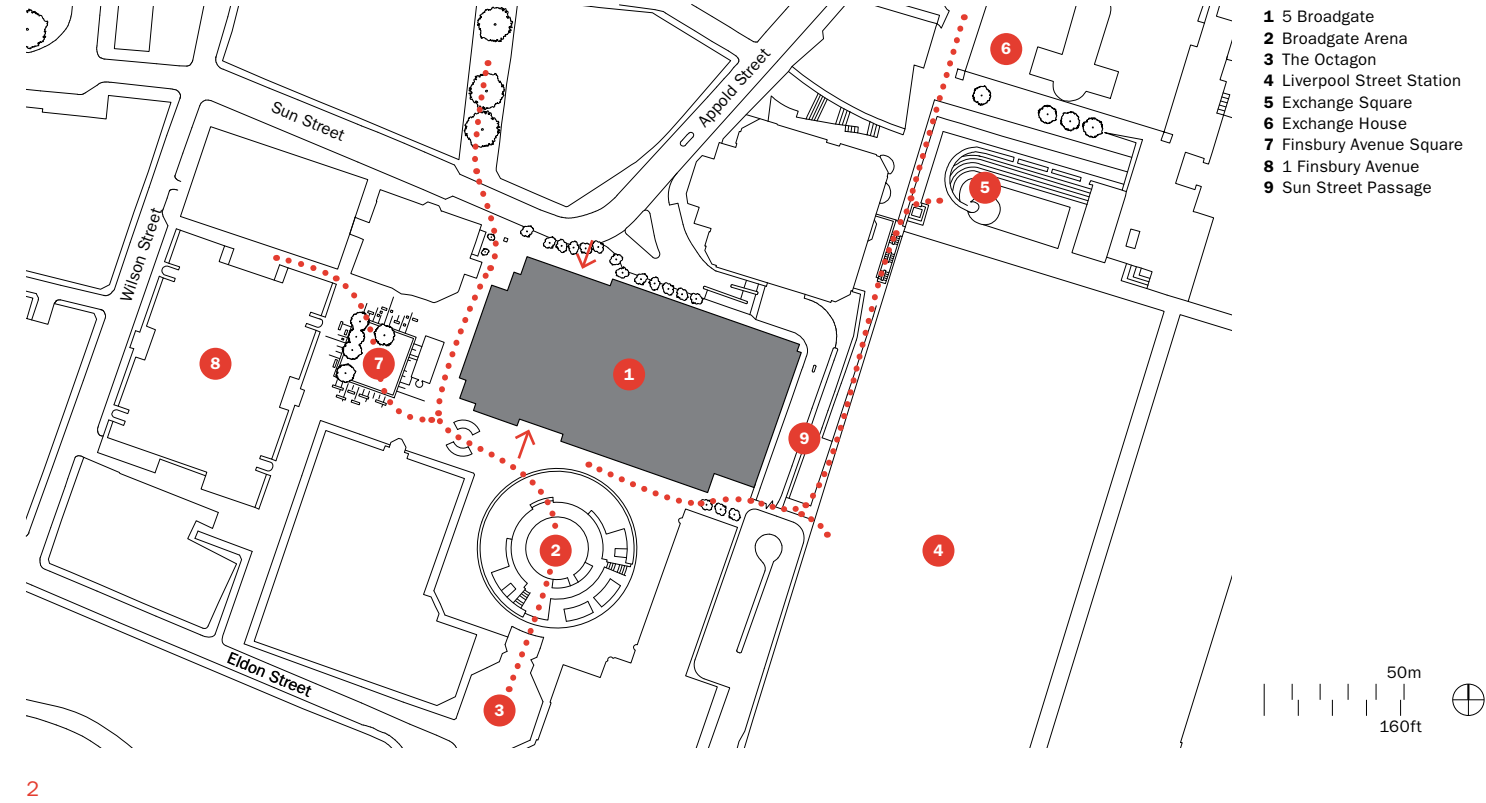 1 5 Broadgate
2 Broadgate Arena
3 The Octagon
4 Liverpool Street Station
5 Exchange Square
6 Exchange House
7 Finsbury Avenue Square
8 1 Finsbury Avenue
9 Sun Street Passage
Sun Street
Appold Street
Wilson Street
Eldon Street
6
5
7
8
1
9
2
4
3
50m
160ft
2